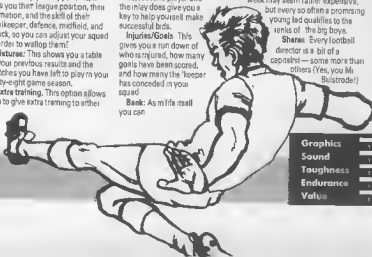 s you their league position, their
mation, and the skill of their
lkeeper, defence, midfield, and
ck, so you can adjust your squad
order to wallop them!
xtures: This shows you a table
your previous results and the
tches you have left to play in your
ty-eight game season.
xtra training. This option allows
to give extra training to either
the inlay does give you a
key to help youself make
successful bids.
Injuries/Goals This
gives you a run down of
who is injured, how many
goals have been scored,
and how many the 'keeper
has conceded in your
squad
Bank: As in life itself
you can
week may seem rather expensive,
but every so often a promising
young led qualifies to the
ranks of the big boys.
Shares Every football
director is a bit of a
capitalist — some more than
others (Yes, you Mr
Bulstrode!)
Graphics
Sound
Toughness
Endurance
Value